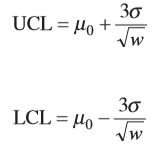 UCL = μ₀ + 3σ/√w
LCL = μ₀ − 3σ/√w